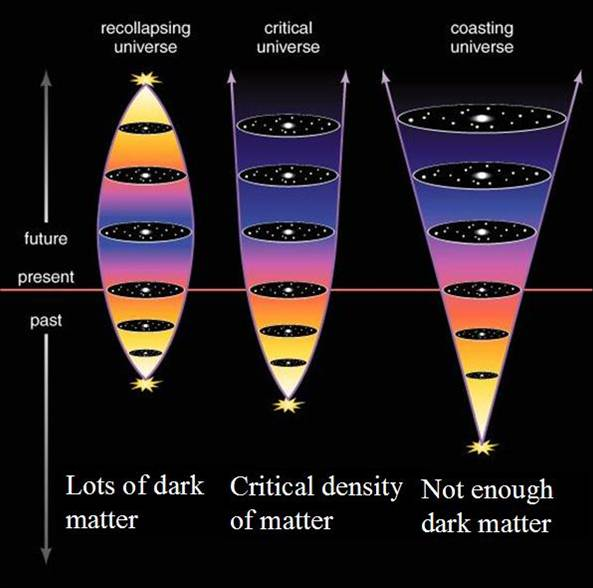 recollapsing
universe
critical
universe
coasting
universe
future
present
past
Lots of dark
matter
Critical density
of matter
Not enough
dark matter